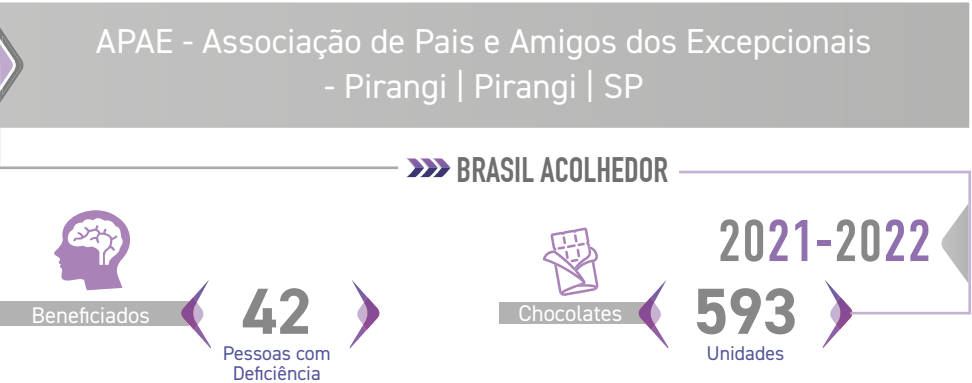 APAE - Associação de Pais e Amigos dos Excepcionais
- Pirangi | Pirangi | SP
BRASIL ACOLHEDOR
2021-2022
Beneficiados
42
Pessoas com
Deficiência
Chocolates
593
Unidades